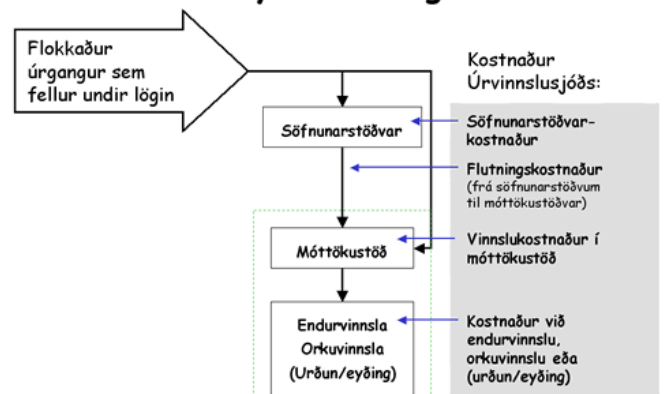 Flokkaður
úrgangur sem
fellur undir lögin
Kostnaður
Úrvinnslusjóðs:
Söfnunarstöðvar
Söfnunarstöðvar-
kostnaður
Flutningskostnaður
(frá söfnunarstöðvum
til móttökustöðvar)
Móttökustöð
Vinnslukostnaður í
móttökustöð
Endurvinnsla
Orkuvinnsla
(Urðun/eyðing)
Kostnaður við
endurvinnslu,
orkuvinnslu eða
(urðun/eyðing)